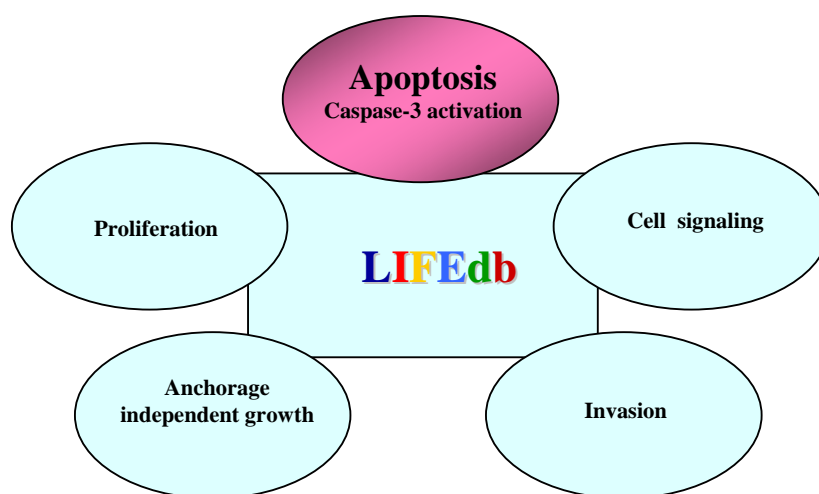 Apoptosis
Caspase-3 activation
Proliferation
Cell signaling
LIFEdb
Anchorage
independent growth
Invasion